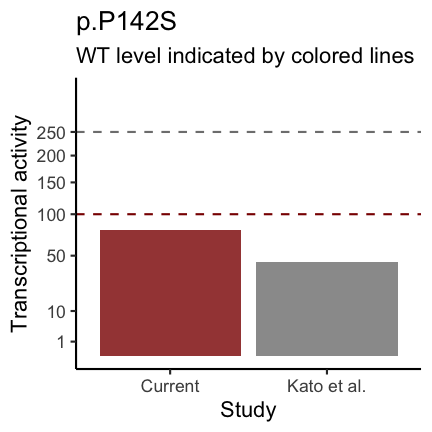 p.P142S
WT level indicated by colored lines
Transcriptional activity
250
200
150
100
50
10
1
Current
Kato et al.
Study